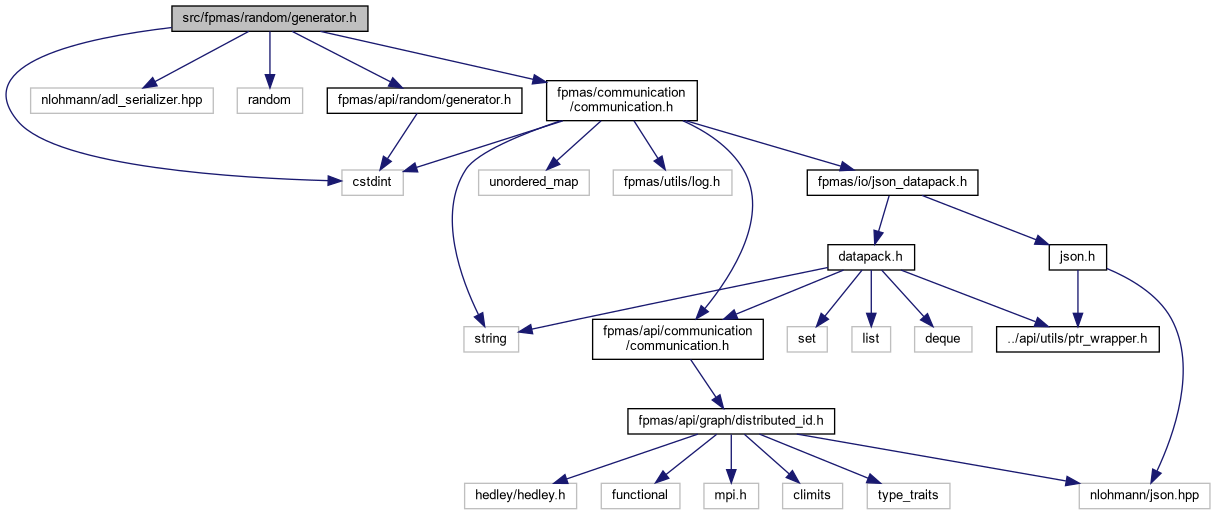 src/fpmas/random/generator.h
nlohmann/adl_serializer.hpp
random
fpmas/api/random/generator.h
fpmas/communication
/communication.h
cstdint
unordered_map
fpmas/utils/log.h
fpmas/io/json_datapack.h
datapack.h
json.h
string
fpmas/api/communication
/communication.h
set
list
deque
../api/utils/ptr_wrapper.h
fpmas/api/graph/distributed_id.h
hedley/hedley.h
functional
mpi.h
climits
type_traits
nlohmann/json.hpp